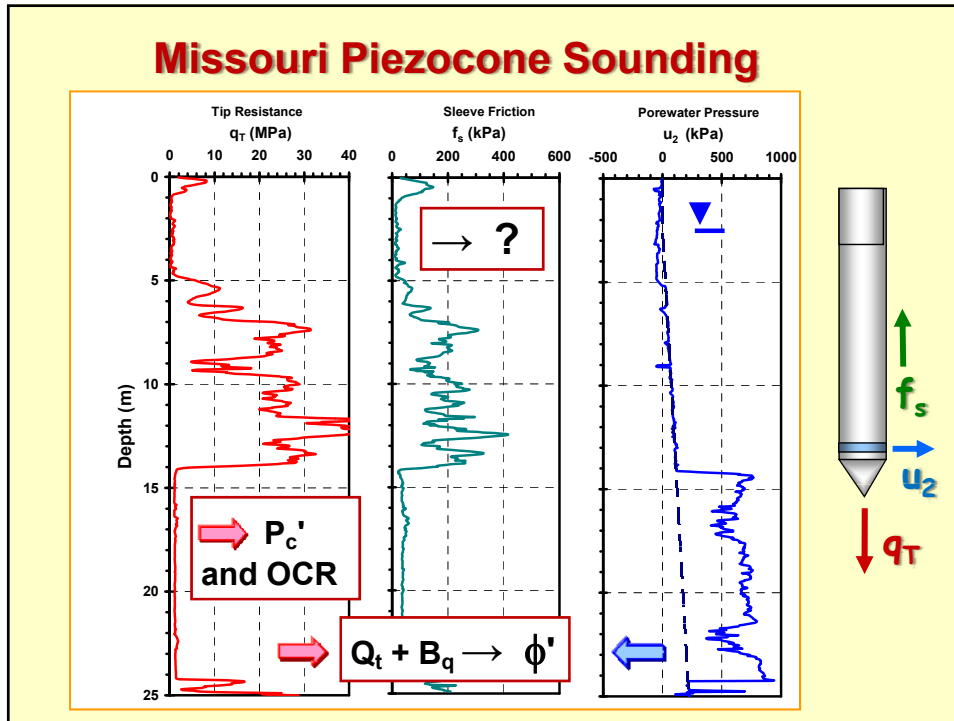 Missouri Piezocone Sounding
Tip Resistance
qT (MPa)
0 10 20 30 40
Sleeve Friction
fs (kPa)
0 200 400 600
Porewater Pressure
u2 (kPa)
-500 0 500 1000
Depth (m)
0
5
10
15
20
25
→ ?
Pc'
and OCR
Qt + Bq → ϕ'
fs
u2
qT